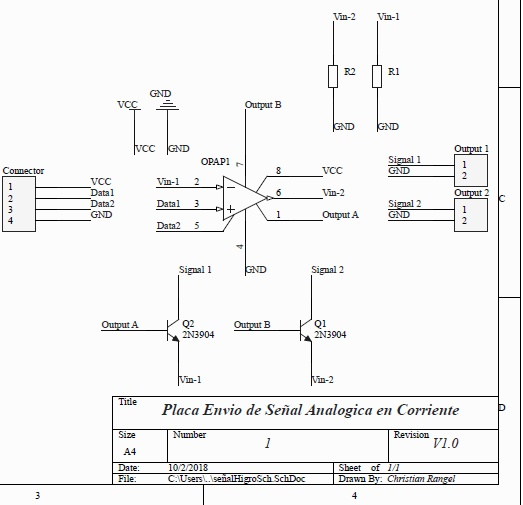 Vin-2 Vin-1
R2 R1
GND GND
VCC GND Output B
VCC GND
OPAP1
7
Connector
1 VCC
2 Data1
3 Data2
4 GND
Vin-1 2
Data1 3
Data2 5
8 VCC
6 Vin-2
1 Output A
4
GND
Output 1
Signal 1 1
GND 2
Output 2
Signal 2 1
GND 2
C
Signal 1 Signal 2
Output A Q2
2N3904
Output B Q1
2N3904
Vin-1 Vin-2
D
Title
Placa Envio de Señal Analogica en Corriente
Size Number Revision
A4 1 V1.0
Date: 10/2/2018 Sheet of 1/1
File: C:\Users\..\señalHigroSch.SchDoc Drawn By: Christian Rangel
3 4